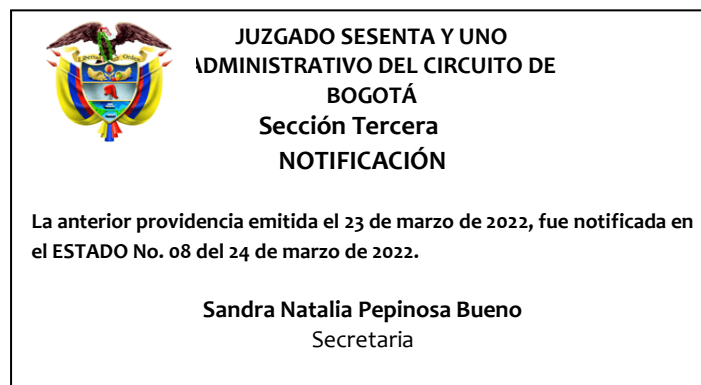 JUZGADO SESENTA Y UNO
ADMINISTRATIVO DEL CIRCUITO DE
BOGOTÁ
Sección Tercera
NOTIFICACIÓN
La anterior providencia emitida el 23 de marzo de 2022, fue notificada en
el ESTADO No. 08 del 24 de marzo de 2022.
Sandra Natalia Pepinosa Bueno
Secretaria